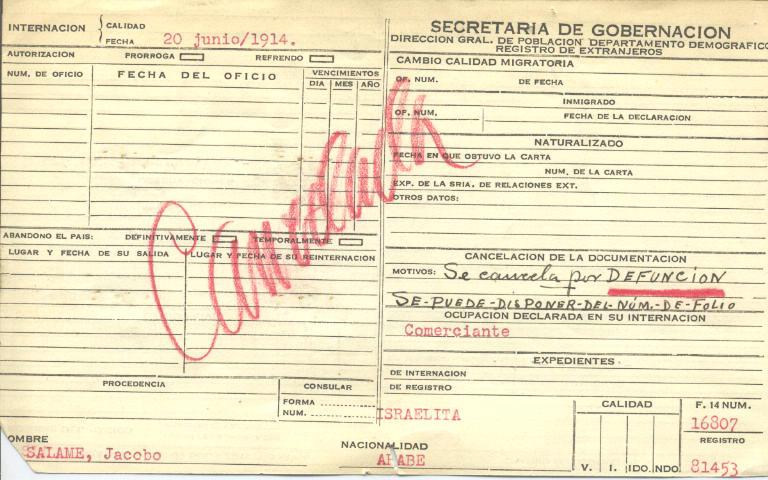 INTERNACION { CALIDAD
FECHA 20 junio/1914.
AUTORIZACION PRORROGA REFRENDO
NUM. DE OFICIO FECHA DEL OFICIO VENCIMIENTOS
DIA MES AÑO
Cancelada
ABANDONO EL PAIS: DEFINITIVAMENTE TEMPORALMENTE
LUGAR Y FECHA DE SU SALIDA LUGAR Y FECHA DE SU REINTERNACION
PROCEDENCIA CONSULAR
FORMA
NUM.
NOMBRE
SALAME, Jacobo
SECRETARIA DE GOBERNACION
DIRECCION GRAL. DE POBLACION DEPARTAMENTO DEMOGRAFICO
REGISTRO DE EXTRANJEROS
CAMBIO CALIDAD MIGRATORIA
OF. NUM. DE FECHA
INMIGRADO
OF. NUM. FECHA DE LA DECLARACION
NATURALIZADO
FECHA EN QUE OBTUVO LA CARTA
NUM. DE LA CARTA
EXP. DE LA SRIA. DE RELACIONES EXT.
OTROS DATOS:
CANCELACION DE LA DOCUMENTACION
MOTIVOS: Se cancela por DEFUNCION
SE-PUEDE-DISPONER-DEL-NÚM.-DE-FOLIO
OCUPACION DECLARADA EN SU INTERNACION
Comerciante
EXPEDIENTES
DE INTERNACION
DE REGISTRO
ISRAELITA
NACIONALIDAD
ARABE
CALIDAD
V. I. IDO. NDO.
F. 14 NUM.
16807
REGISTRO
81453